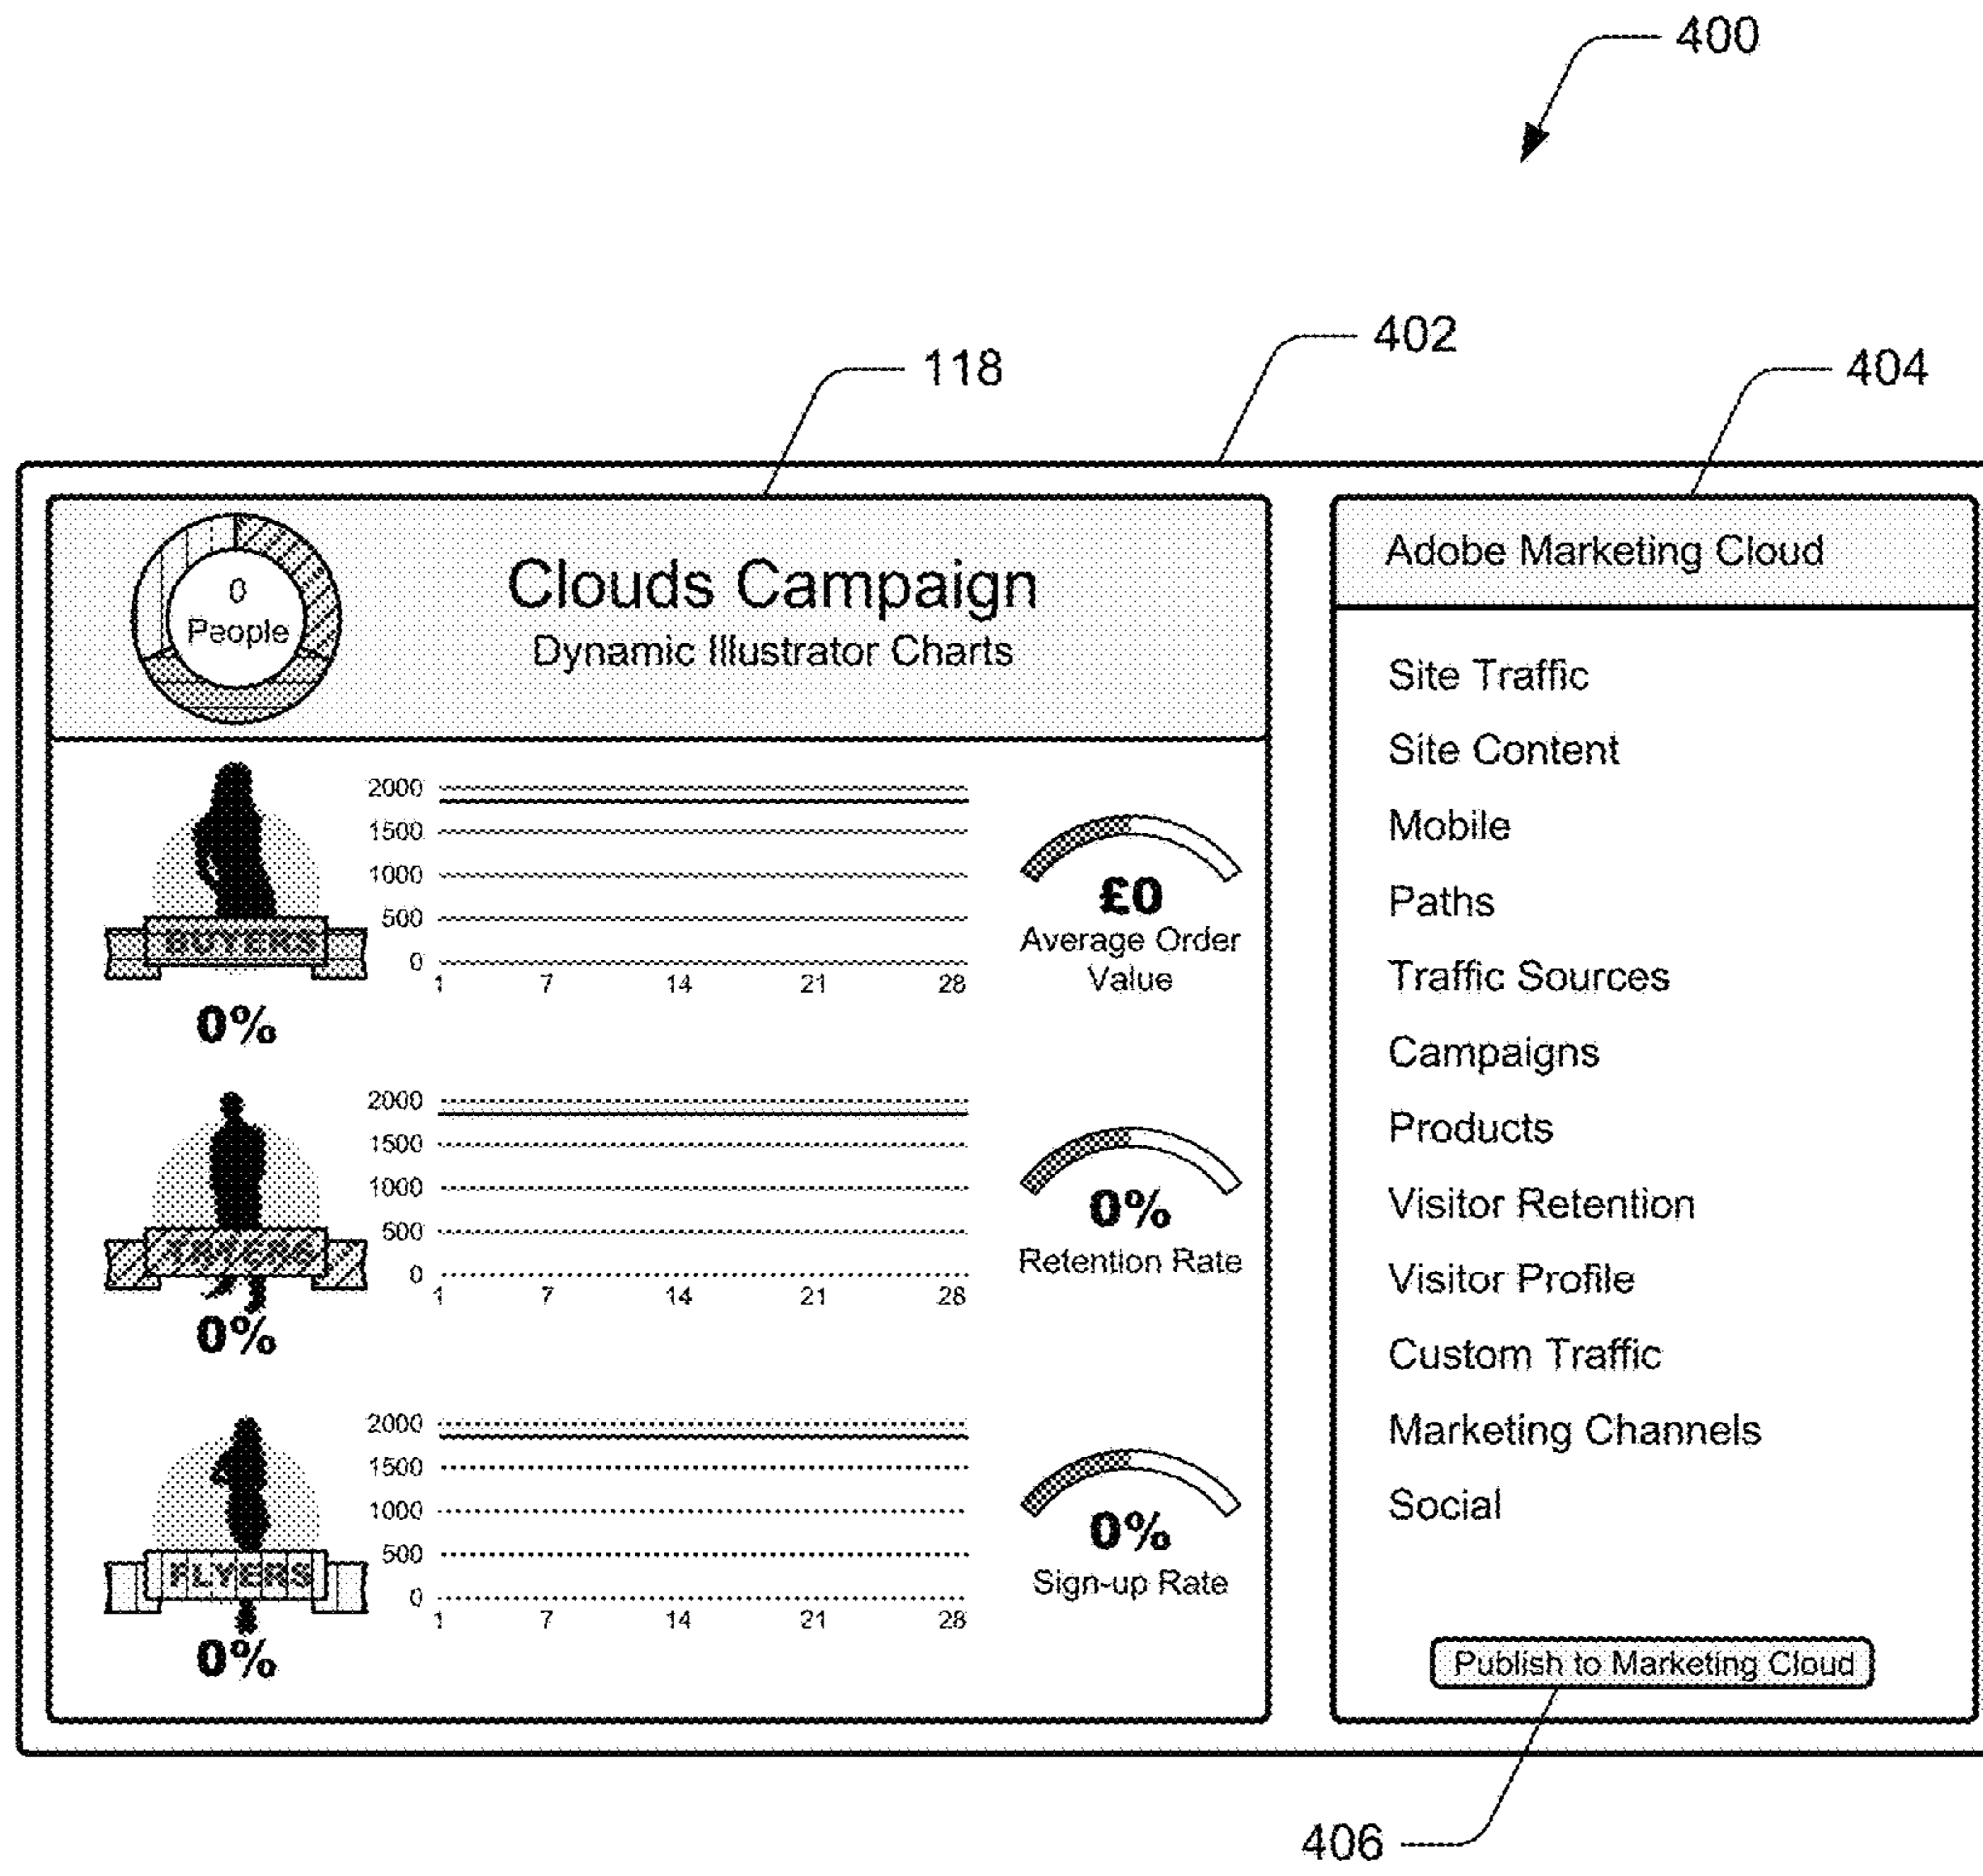 400
402
118
404
0
People
Clouds Campaign
Dynamic Illustrator Charts
2000
1500
1000
500
0
1 7 14 21 28
BUYERS
0%
£0
Average Order
Value
2000
1500
1000
500
0
1 7 14 21 28
0%
0%
Retention Rate
2000
1500
1000
500
0
1 7 14 21 28
FLYERS
0%
0%
Sign-up Rate
Adobe Marketing Cloud
Site Traffic
Site Content
Mobile
Paths
Traffic Sources
Campaigns
Products
Visitor Retention
Visitor Profile
Custom Traffic
Marketing Channels
Social
Publish to Marketing Cloud
406